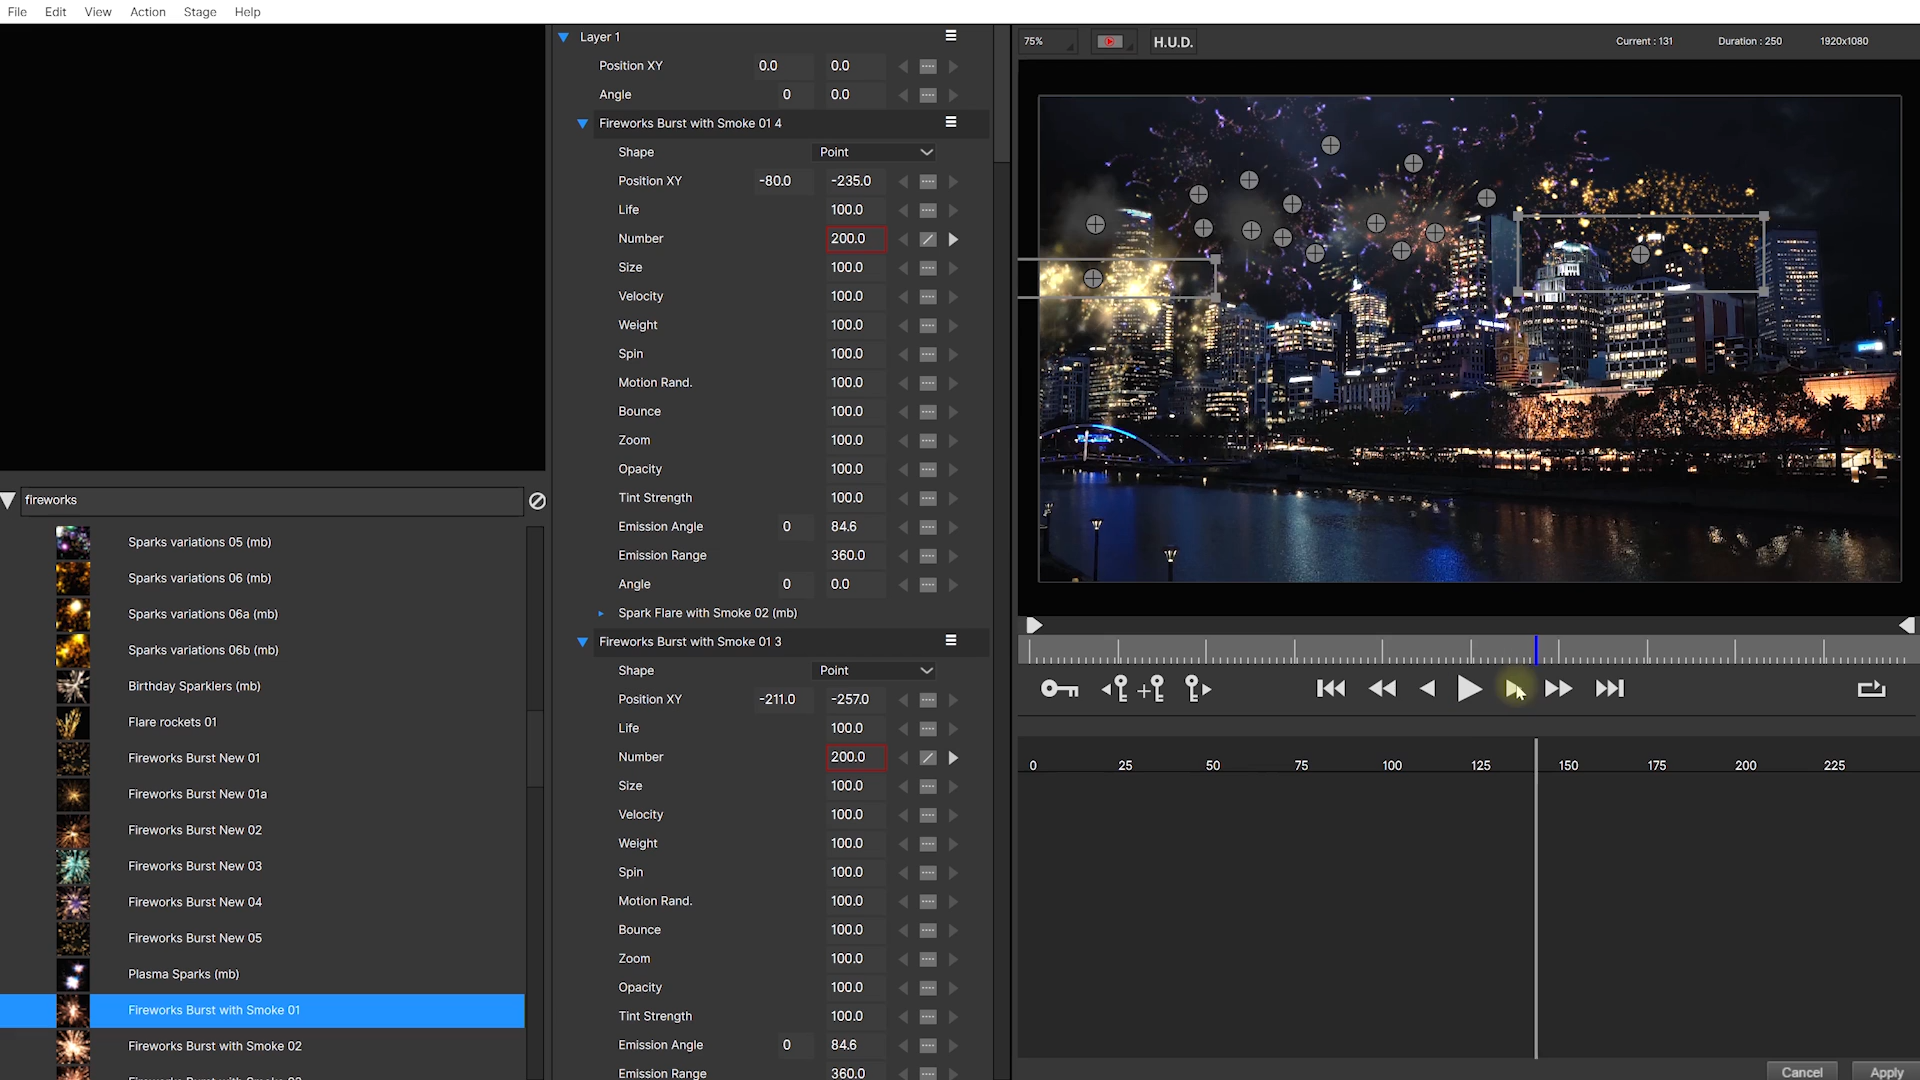 File Edit View Action Stage Help
Layer 1
Position XY 0.0 0.0
Angle 0 0.0
Fireworks Burst with Smoke 01 4
Shape Point
Position XY -80.0 -235.0
Life 100.0
Number 200.0
Size 100.0
Velocity 100.0
Weight 100.0
Spin 100.0
Motion Rand. 100.0
Bounce 100.0
Zoom 100.0
Opacity 100.0
Tint Strength 100.0
Emission Angle 0 84.6
Emission Range 360.0
Angle 0 0.0
Spark Flare with Smoke 02 (mb)
Fireworks Burst with Smoke 01 3
Shape Point
Position XY -211.0 -257.0
Life 100.0
Number 200.0
Size 100.0
Velocity 100.0
Weight 100.0
Spin 100.0
Motion Rand. 100.0
Bounce 100.0
Zoom 100.0
Opacity 100.0
Tint Strength 100.0
Emission Angle 0 84.6
Emission Range 360.0
fireworks
Sparks variations 05 (mb)
Sparks variations 06 (mb)
Sparks variations 06a (mb)
Sparks variations 06b (mb)
Birthday Sparklers (mb)
Flare rockets 01
Fireworks Burst New 01
Fireworks Burst New 01a
Fireworks Burst New 02
Fireworks Burst New 03
Fireworks Burst New 04
Fireworks Burst New 05
Plasma Sparks (mb)
Fireworks Burst with Smoke 01
Fireworks Burst with Smoke 02
75% H.U.D. Current : 131 Duration : 250 1920x1080
0 25 50 75 100 125 150 175 200 225
Cancel Apply